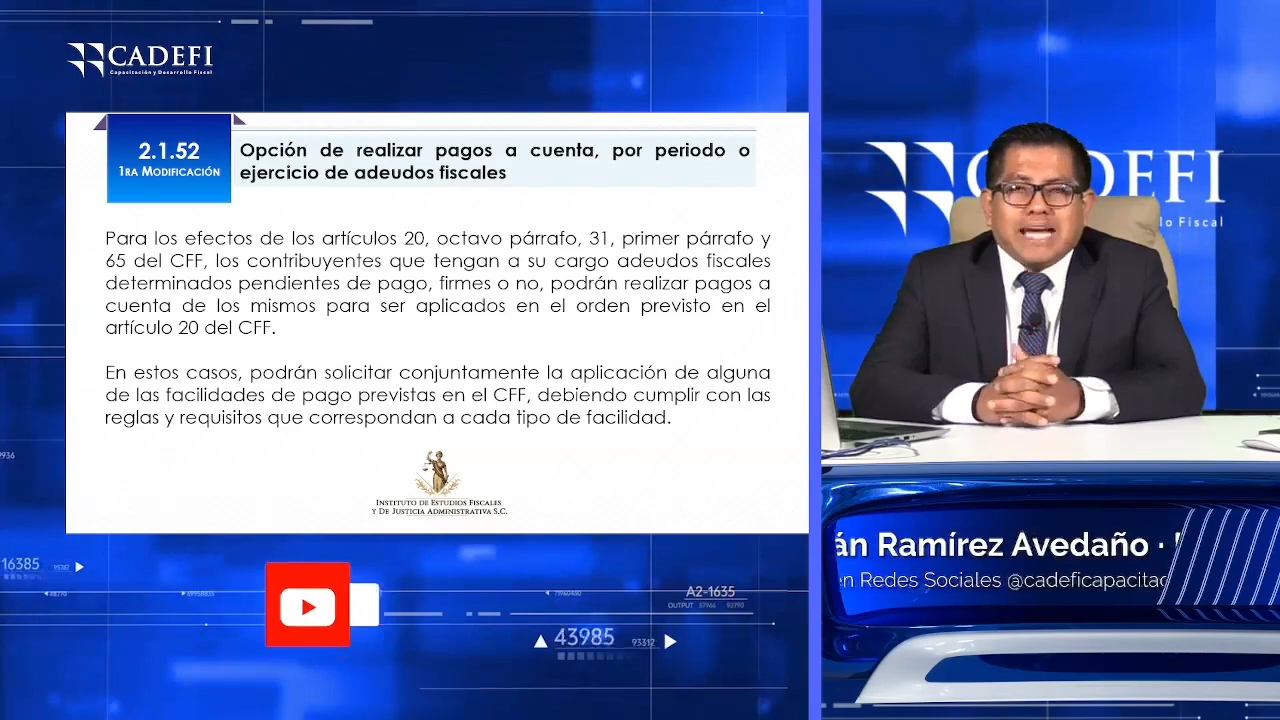 CADEFI
Capacitación y Desarrollo Fiscal
2.1.52
1RA MODIFICACIÓN
Opción de realizar pagos a cuenta, por periodo o
ejercicio de adeudos fiscales
Para los efectos de los artículos 20, octavo párrafo, 31, primer párrafo y
65 del CFF, los contribuyentes que tengan a su cargo adeudos fiscales
determinados pendientes de pago, firmes o no, podrán realizar pagos a
cuenta de los mismos para ser aplicados en el orden previsto en el
artículo 20 del CFF.
En estos casos, podrán solicitar conjuntamente la aplicación de alguna
de las facilidades de pago previstas en el CFF, debiendo cumplir con las
reglas y requisitos que correspondan a cada tipo de facilidad.
INSTITUTO DE ESTUDIOS FISCALES
Y DE JUSTICIA ADMINISTRATIVA S.C.
DEFI
lo Fiscal
án Ramírez Avedaño ·
en Redes Sociales @cadeficapacitac
2936
16385
A2-1635
OUTPUT
43985
93312